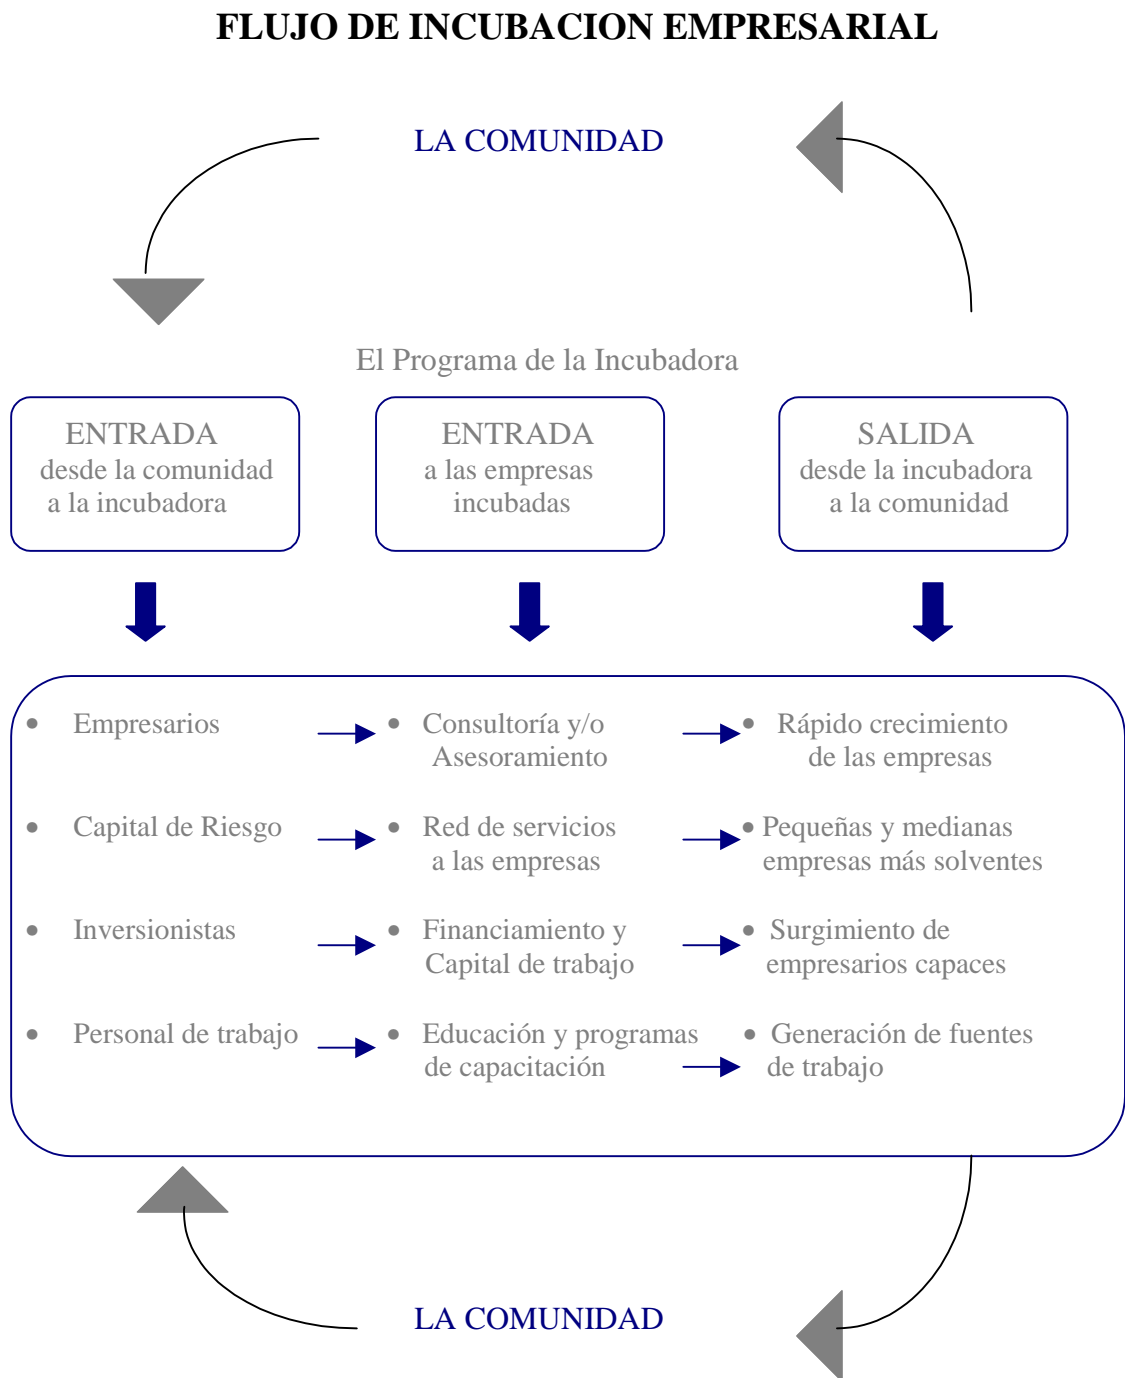 FLUJO DE INCUBACION EMPRESARIAL
LA COMUNIDAD
El Programa de la Incubadora
ENTRADA
desde la comunidad
a la incubadora
ENTRADA
a las empresas
incubadas
SALIDA
desde la incubadora
a la comunidad
• Empresarios
• Consultoría y/o
Asesoramiento
• Rápido crecimiento
de las empresas
• Capital de Riesgo
• Red de servicios
a las empresas
• Pequeñas y medianas
empresas más solventes
• Inversionistas
• Financiamiento y
Capital de trabajo
• Surgimiento de
empresarios capaces
• Personal de trabajo
• Educación y programas
de capacitación
• Generación de fuentes
de trabajo
LA COMUNIDAD